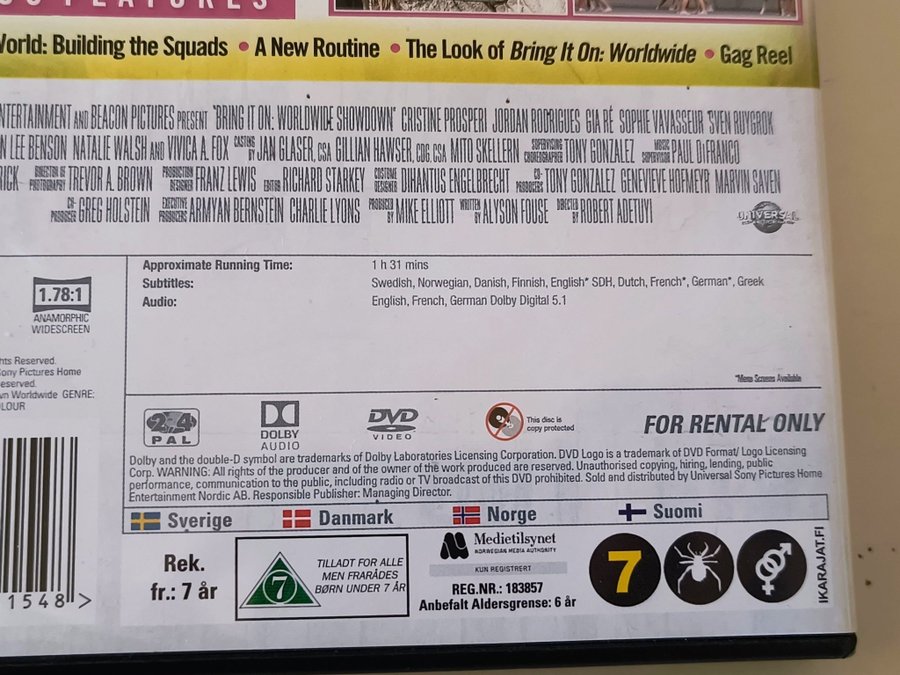 World: Building the Squads • A New Routine • The Look of Bring It On: Worldwide • Gag Reel
ENTERTAINMENT AND BEACON PICTURES PRESENT "BRING IT ON: WORLDWIDE SHOWDOWN" CRISTINE PROSPERI JORDAN RODRIGUES GIA RÉ SOPHIE VAVASSEUR SVEN RUYGROK
LEE BENSON NATALIE WALSH AND VIVICA A. FOX CASTING BY JAN GLASER, CSA GILLIAN HAWSER, CDG, CSA MITO SKELLERN SUPERVISING CHOREOGRAPHER TONY GONZALEZ MUSIC SUPERVISOR PAUL DiFRANCO
RICK DIRECTOR OF PHOTOGRAPHY TREVOR A. BROWN PRODUCTION DESIGNER FRANZ LEWIS EDITOR RICHARD STARKEY COSTUME DESIGNER DIHANTUS ENGELBRECHT CO-PRODUCERS TONY GONZALEZ GENEVIEVE HOFMEYR MARVIN SAVEN
CO-PRODUCER GREG HOLSTEIN EXECUTIVE PRODUCERS ARMYAN BERNSTEIN CHARLIE LYONS PRODUCED BY MIKE ELLIOTT WRITTEN BY ALYSON FOUSE DIRECTED BY ROBERT ADETUYI
UNIVERSAL
1.78:1
ANAMORPHIC
WIDESCREEN
Approximate Running Time: 1 h 31 mins
Subtitles: Swedish, Norwegian, Danish, Finnish, English* SDH, Dutch, French*, German*, Greek
Audio: English, French, German Dolby Digital 5.1
*Menu Screens Available
hts Reserved.
ony Pictures Home
eserved.
wn Worldwide GENRE:
LOUR
2,4
PAL
DOLBY
AUDIO
DVD
VIDEO
This disc is
copy protected
FOR RENTAL ONLY
Dolby and the double-D symbol are trademarks of Dolby Laboratories Licensing Corporation. DVD Logo is a trademark of DVD Format/ Logo Licensing
Corp. WARNING: All rights of the producer and of the owner of the work produced are reserved. Unauthorised copying, hiring, lending, public
performance, communication to the public, including radio or TV broadcast of this DVD prohibited. Sold and distributed by Universal Sony Pictures Home
Entertainment Nordic AB. Responsible Publisher: Managing Director.
Sverige Danmark Norge Suomi
Rek.
fr.: 7 år
7
TILLADT FOR ALLE
MEN FRARÅDES
BØRN UNDER 7 ÅR
Medietilsynet
NORWEGIAN MEDIA AUTHORITY
KUN REGISTRERT
REG.NR.: 183857
Anbefalt Aldersgrense: 6 år
7
IKARAJAT.FI
1548 >